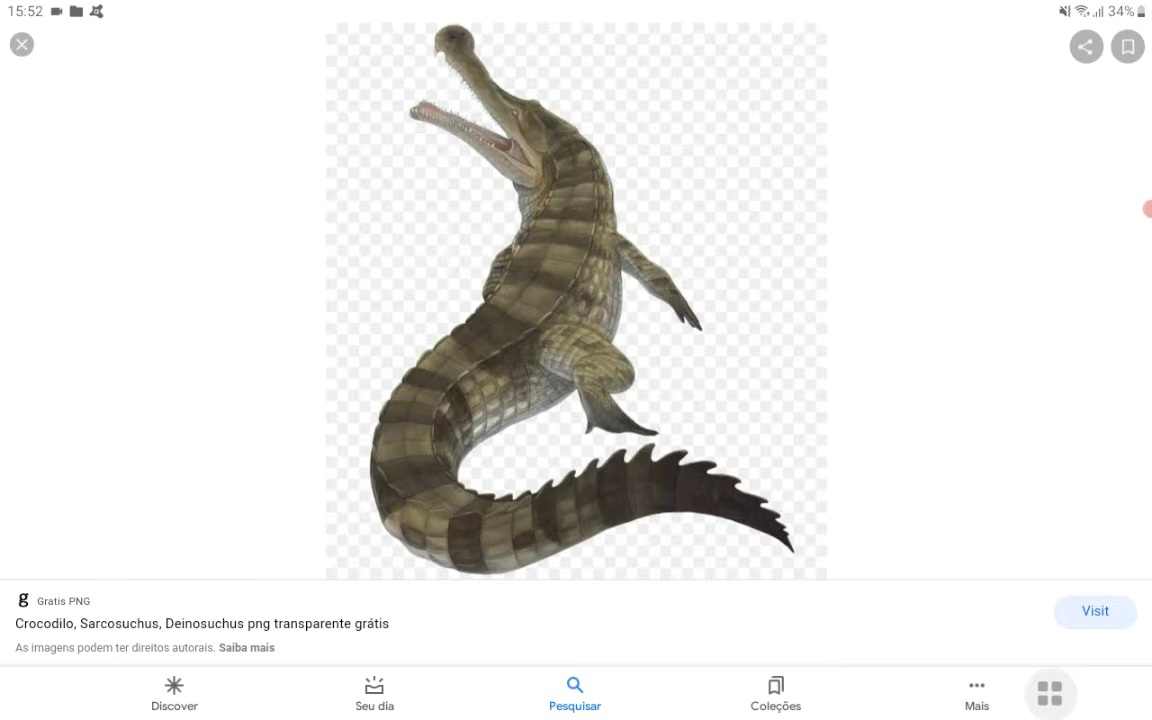 15:52
34%
g Gratis PNG
Crocodilo, Sarcosuchus, Deinosuchus png transparente grátis
As imagens podem ter direitos autorais. Saiba mais
Visit
Discover
Seu dia
Pesquisar
Coleções
Mais